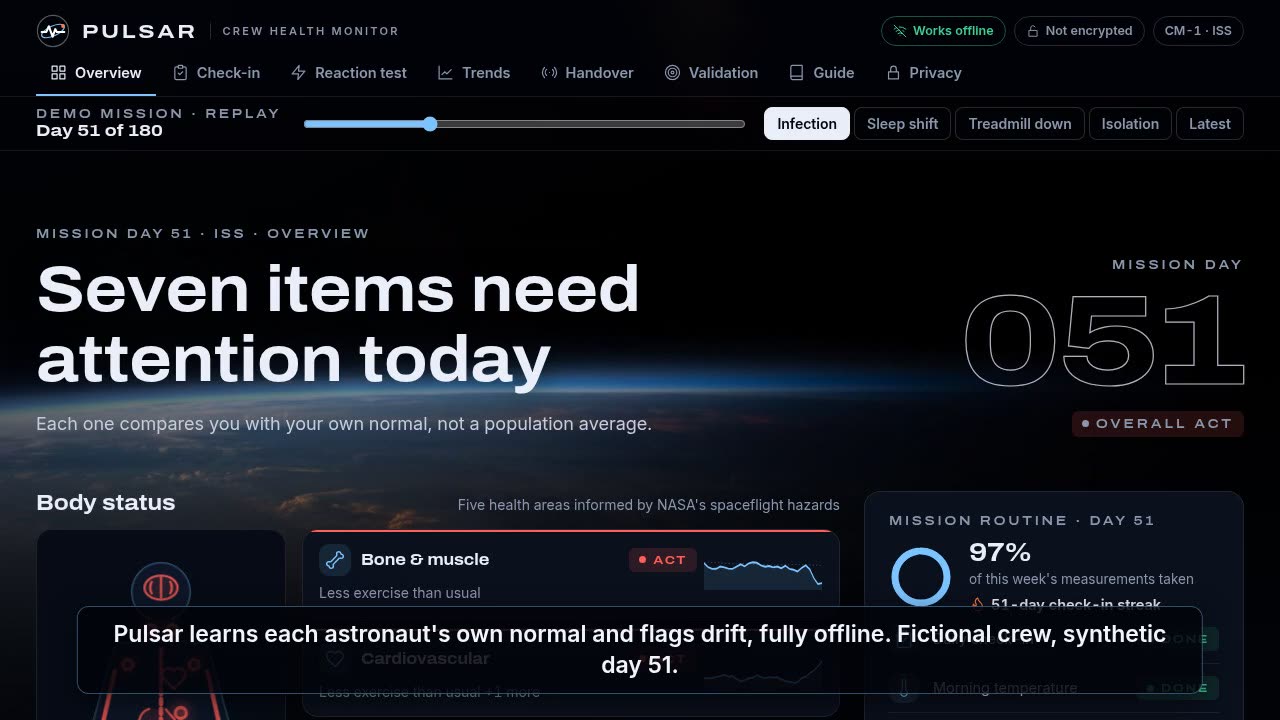 PULSAR
CREW HEALTH MONITOR
Works offline
Not encrypted
CM-1 · ISS
Overview
Check-in
Reaction test
Trends
Handover
Validation
Guide
Privacy
DEMO MISSION · REPLAY
Day 51 of 180
Infection
Sleep shift
Treadmill down
Isolation
Latest
MISSION DAY 51 · ISS · OVERVIEW
Seven items need
attention today
Each one compares you with your own normal, not a population average.
MISSION DAY
051
OVERALL ACT
Body status
Five health areas informed by NASA's spaceflight hazards
Bone & muscle
ACT
Less exercise than usual
Cardiovascular
Less exercise than usual +1 more
MISSION ROUTINE · DAY 51
97%
of this week's measurements taken
51-day check-in streak
Morning temperature
DONE
Pulsar learns each astronaut's own normal and flags drift, fully offline. Fictional crew, synthetic
day 51.